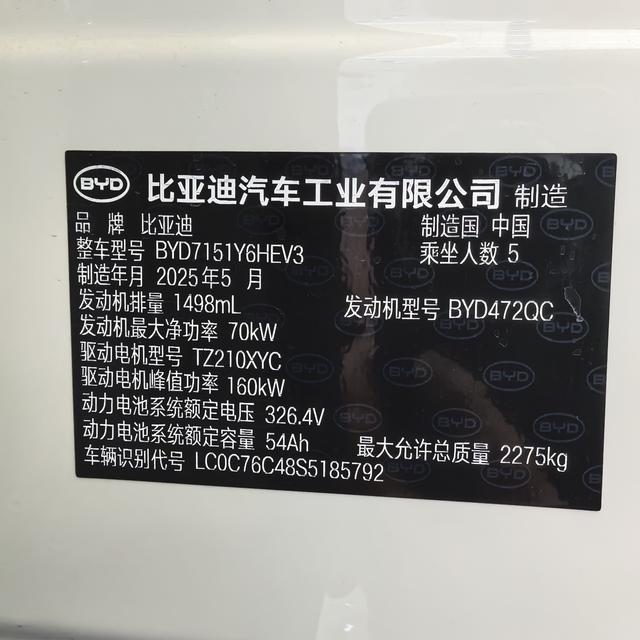 BYD 比亚迪汽车工业有限公司 制造
品 牌 比亚迪 制造国 中国
整车型号 BYD7151Y6HEV3 乘坐人数 5
制造年月 2025年5 月
发动机排量 1498mL 发动机型号 BYD472QC
发动机最大净功率 70kW
驱动电机型号 TZ210XYC
驱动电机峰值功率 160kW
动力电池系统额定电压 326.4V
动力电池系统额定容量 54Ah 最大允许总质量 2275kg
车辆识别代号 LC0C76C48S5185792